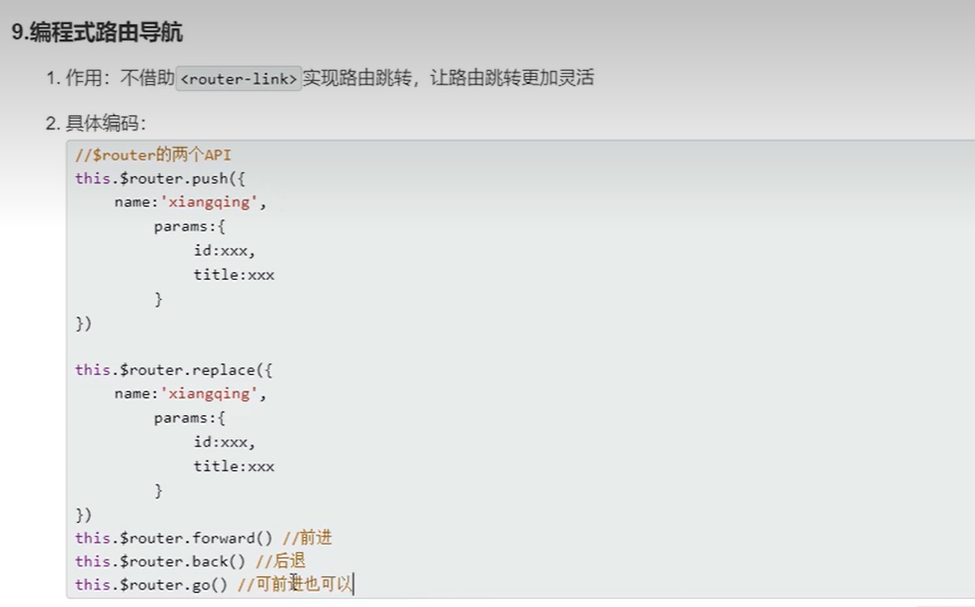 9.编程式路由导航
1. 作用：不借助<router-link>实现路由跳转，让路由跳转更加灵活
2. 具体编码：
//$router的两个API
this.$router.push({
    name:'xiangqing',
        params:{
            id:xxx,
            title:xxx
        }
})
this.$router.replace({
    name:'xiangqing',
        params:{
            id:xxx,
            title:xxx
        }
})
this.$router.forward() //前进
this.$router.back() //后退
this.$router.go() //可前进也可以